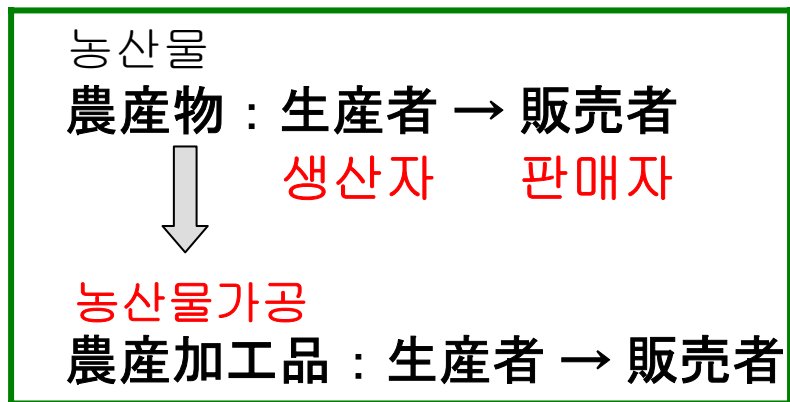 농산물
農産物：生産者 → 販売者
생산자 판매자
농산물가공
農産加工品：生産者 → 販売者